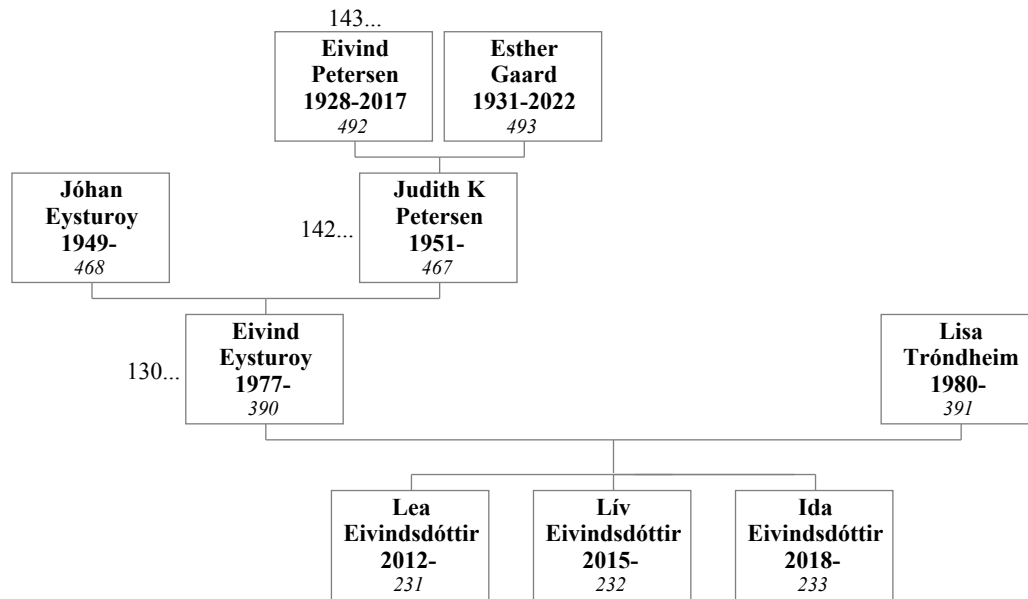 143...
Eivind
Petersen
1928-2017
492
Esther
Gaard
1931-2022
493
Jóhan
Eysturoy
1949-
468
142...
Judith K
Petersen
1951-
467
130...
Eivind
Eysturoy
1977-
390
Lisa
Tróndheim
1980-
391
Lea
Eivindsdóttir
2012-
231
Lív
Eivindsdóttir
2015-
232
Ida
Eivindsdóttir
2018-
233